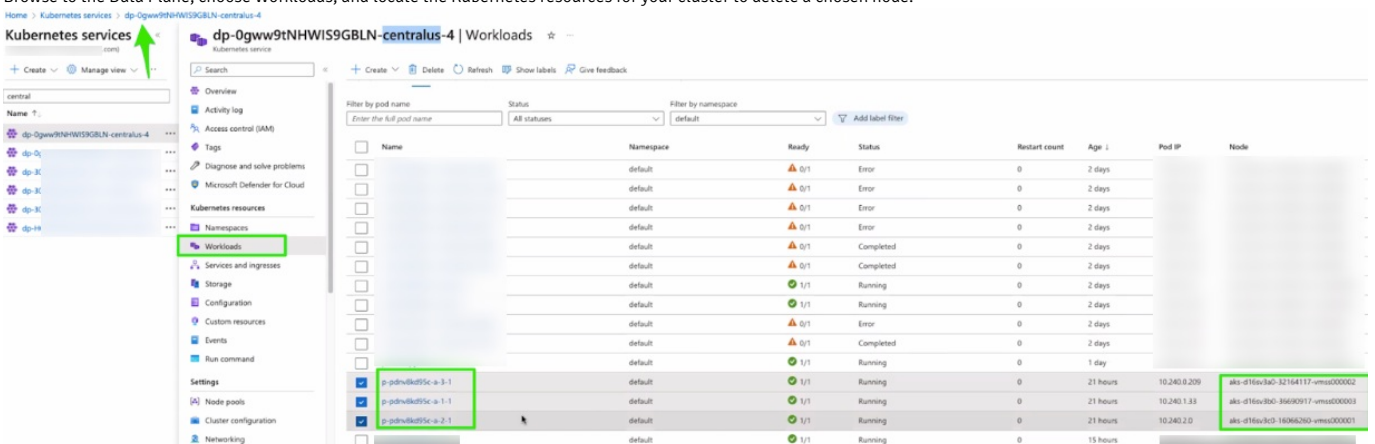 Browse to the Data Plane, choose Workloads, and locate the Kubernetes resources for your cluster to delete a chosen node.
Home > Kubernetes services > dp-0gww9tNHWIS9GBLN-centralus-4
Kubernetes services «
.com)
+ Create Manage view ...
central
Name ↑
dp-0gww9tNHWIS9GBLN-centralus-4 ...
...
...
...
...
...
dp-0gww9tNHWIS9GBLN-centralus-4 | Workloads ☆ ...
Kubernetes service
Search «
Overview
Activity log
Access control (IAM)
Tags
Diagnose and solve problems
Microsoft Defender for Cloud
Kubernetes resources
Namespaces
Workloads
Services and ingresses
Storage
Configuration
Custom resources
Events
Run command
Settings
Node pools
Cluster configuration
Networking
+ Create Delete Refresh Show labels Give feedback
Filter by pod name Status Filter by namespace
Enter the full pod name All statuses default Add label filter
Name Namespace Ready Status Restart count Age ↓ Pod IP Node
default 0/1 Error 0 2 days
default 0/1 Error 0 2 days
default 0/1 Error 0 2 days
default 0/1 Error 0 2 days
default 0/1 Completed 0 2 days
default 0/1 Completed 0 2 days
default 1/1 Running 0 2 days
default 1/1 Running 0 2 days
default 0/1 Error 0 2 days
default 0/1 Completed 0 2 days
default 1/1 Running 0 1 day
p-pdnv8kd95c-a-3-1 default 1/1 Running 0 21 hours 10.240.0.209 aks-d16sv3a0-32164117-vmss000002
p-pdnv8kd95c-a-1-1 default 1/1 Running 0 21 hours 10.240.1.33 aks-d16sv3b0-36690917-vmss000003
p-pdnv8kd95c-a-2-1 default 1/1 Running 0 21 hours 10.240.2.0 aks-d16sv3c0-16066260-vmss000001
default 1/1 Running 0 15 hours